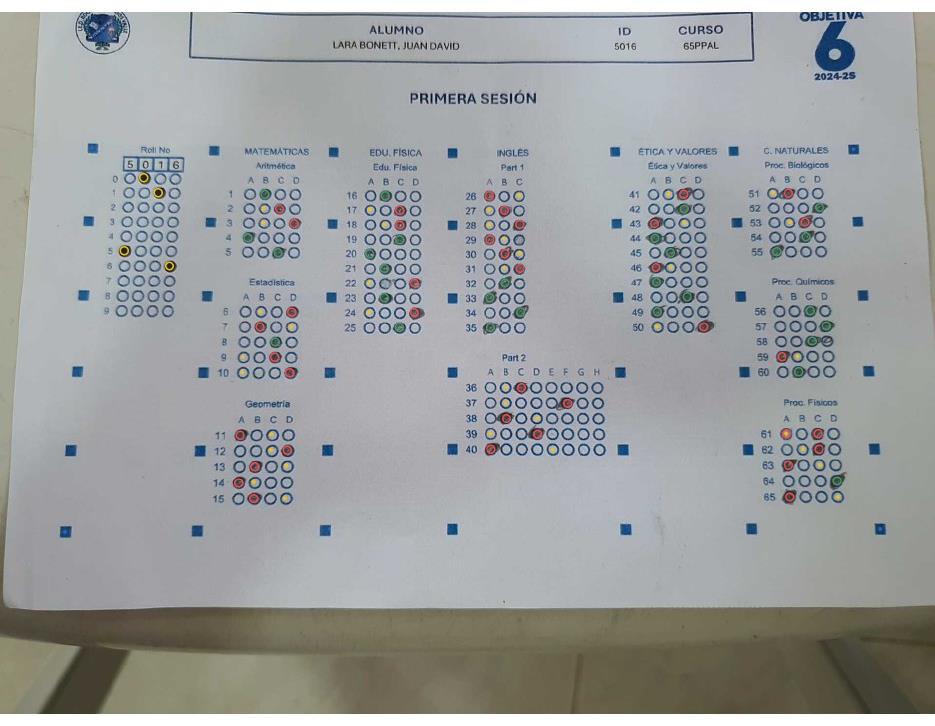 OBJETIVA
6
2024-25
ALUMNO ID CURSO
LARA BONETT, JUAN DAVID 5016 65PPAL
PRIMERA SESIÓN
Roll No
5 0 1 6
0
1
2
3
4
5
6
7
8
9
MATEMÁTICAS
Aritmética
A B C D
1
2
3
4
5
Estadística
A B C D
6
7
8
9
10
Geometría
A B C D
11
12
13
14
15
EDU. FÍSICA
Edu. Física
A B C D
16
17
18
19
20
21
22
23
24
25
INGLÉS
Part 1
A B C
26
27
28
29
30
31
32
33
34
35
Part 2
A B C D E F G H
36
37
38
39
40
ÉTICA Y VALORES
Ética y Valores
A B C D
41
42
43
44
45
46
47
48
49
50
C. NATURALES
Proc. Biológicos
A B C D
51
52
53
54
55
Proc. Químicos
A B C D
56
57
58
59
60
Proc. Físicos
A B C D
61
62
63
64
65